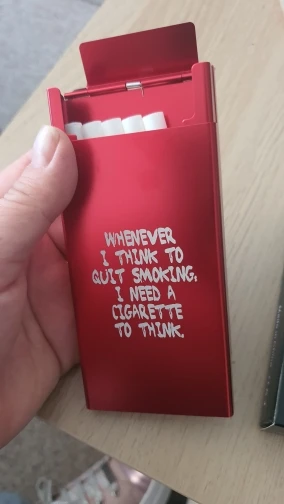 WHENEVER
I THINK TO
QUIT SMOKING,
I NEED A
CIGARETTE
TO THINK.